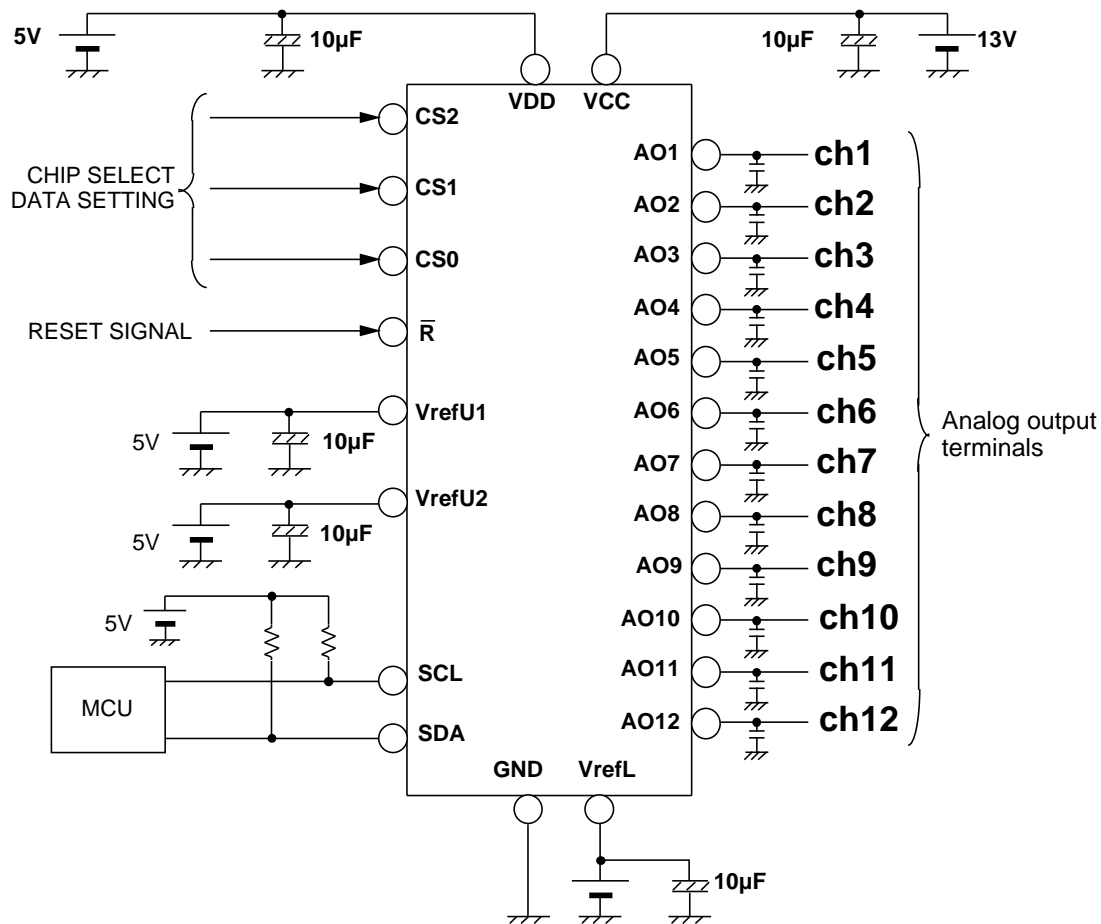 5V
10µF
10µF
13V
VDD
VCC
CS2
CS1
CS0
CHIP SELECT
DATA SETTING
RESET SIGNAL
R̅
VrefU1
5V
10µF
VrefU2
5V
10µF
5V
MCU
SCL
SDA
GND
VrefL
10µF
AO1
ch1
AO2
ch2
AO3
ch3
AO4
ch4
AO5
ch5
AO6
ch6
AO7
ch7
AO8
ch8
AO9
ch9
AO10
ch10
AO11
ch11
AO12
ch12
Analog output
terminals